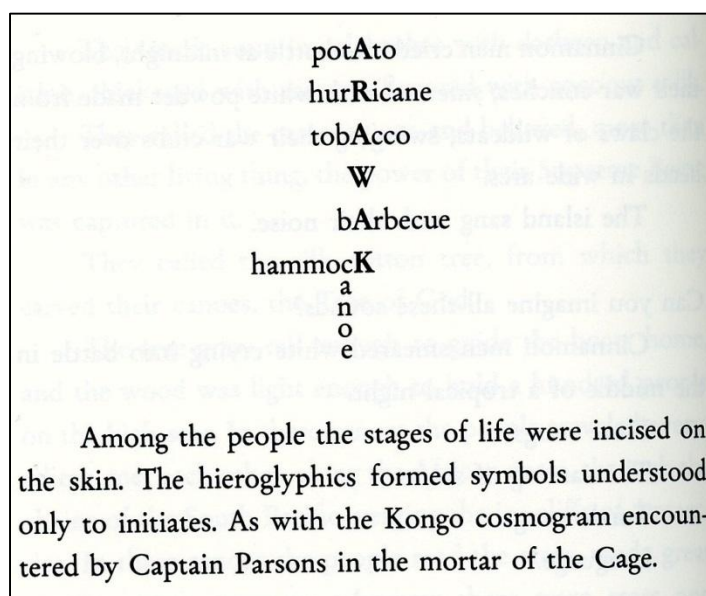 potAto
hurRicane
tobAcco
W
bArbecue
hammocK
a
n
o
e
Among the people the stages of life were incised on
the skin. The hieroglyphics formed symbols understood
only to initiates. As with the Kongo cosmogram encoun-
tered by Captain Parsons in the mortar of the Cage.